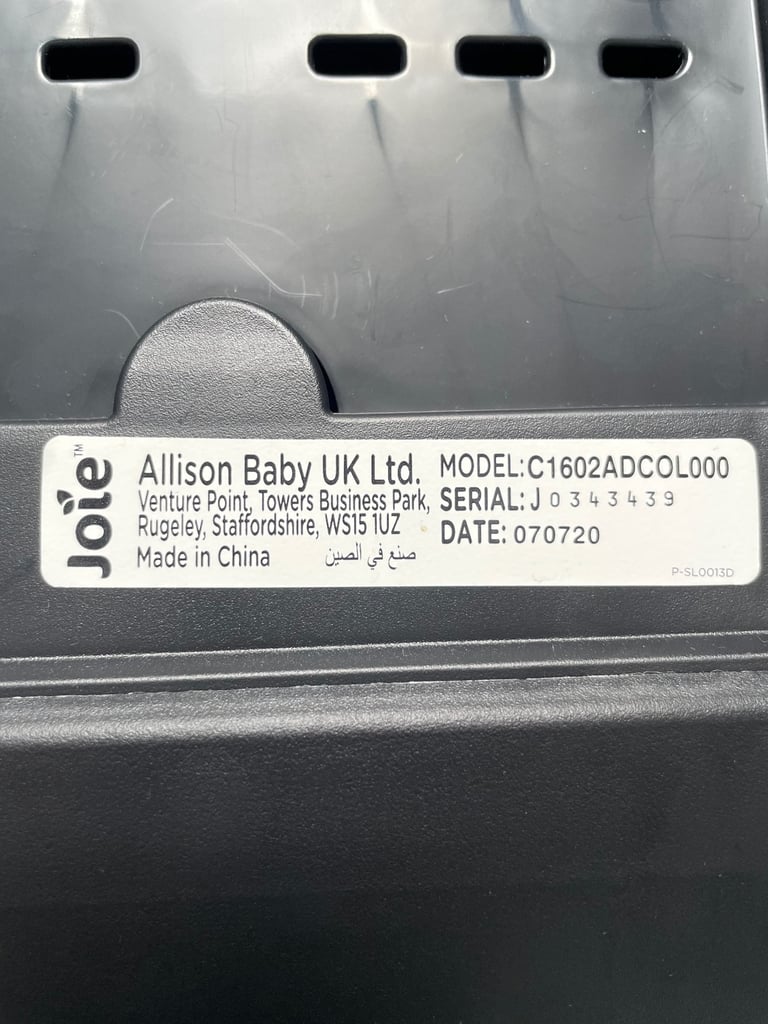 Joie™
Allison Baby UK Ltd.
Venture Point, Towers Business Park,
Rugeley, Staffordshire, WS15 1UZ
Made in China صنع في الصين
MODEL:C1602ADCOL000
SERIAL:J0343439
DATE:070720
P-SL0013D